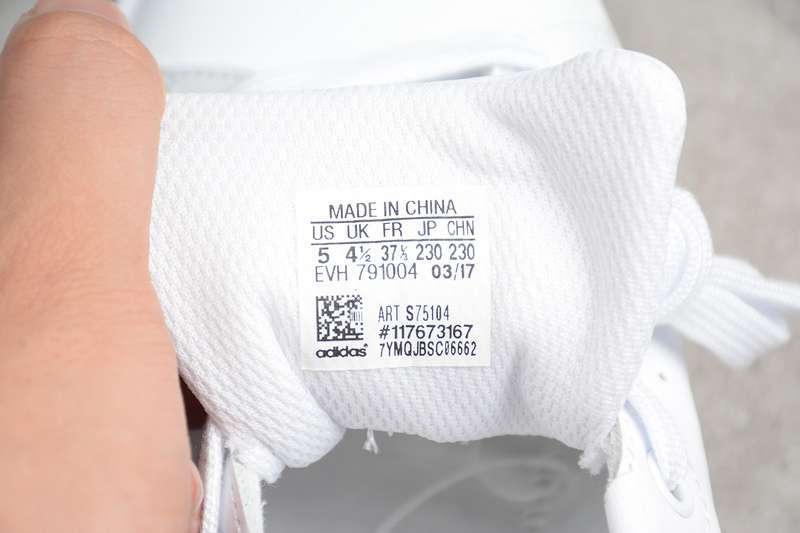 MADE IN CHINA
US UK FR JP CHN
5 4½ 37⅓ 230 230
EVH 791004 03/17
ART S75104
#117673167
adidas 7YMQJBSC06662